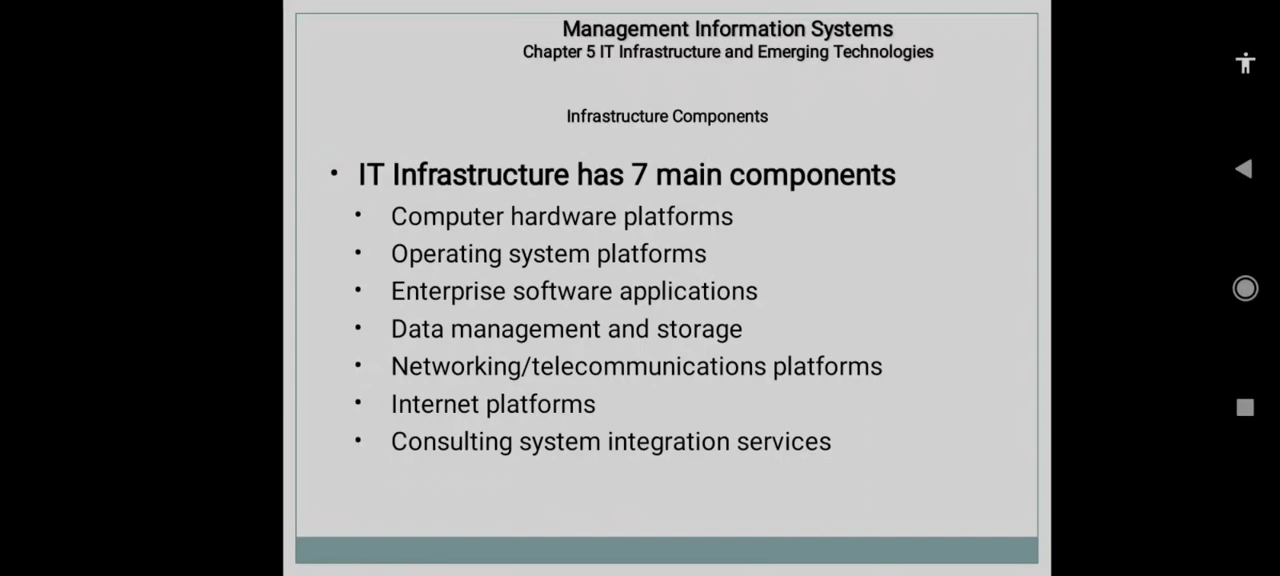 Management Information Systems
Chapter 5 IT Infrastructure and Emerging Technologies
Infrastructure Components
• IT Infrastructure has 7 main components
• Computer hardware platforms
• Operating system platforms
• Enterprise software applications
• Data management and storage
• Networking/telecommunications platforms
• Internet platforms
• Consulting system integration services